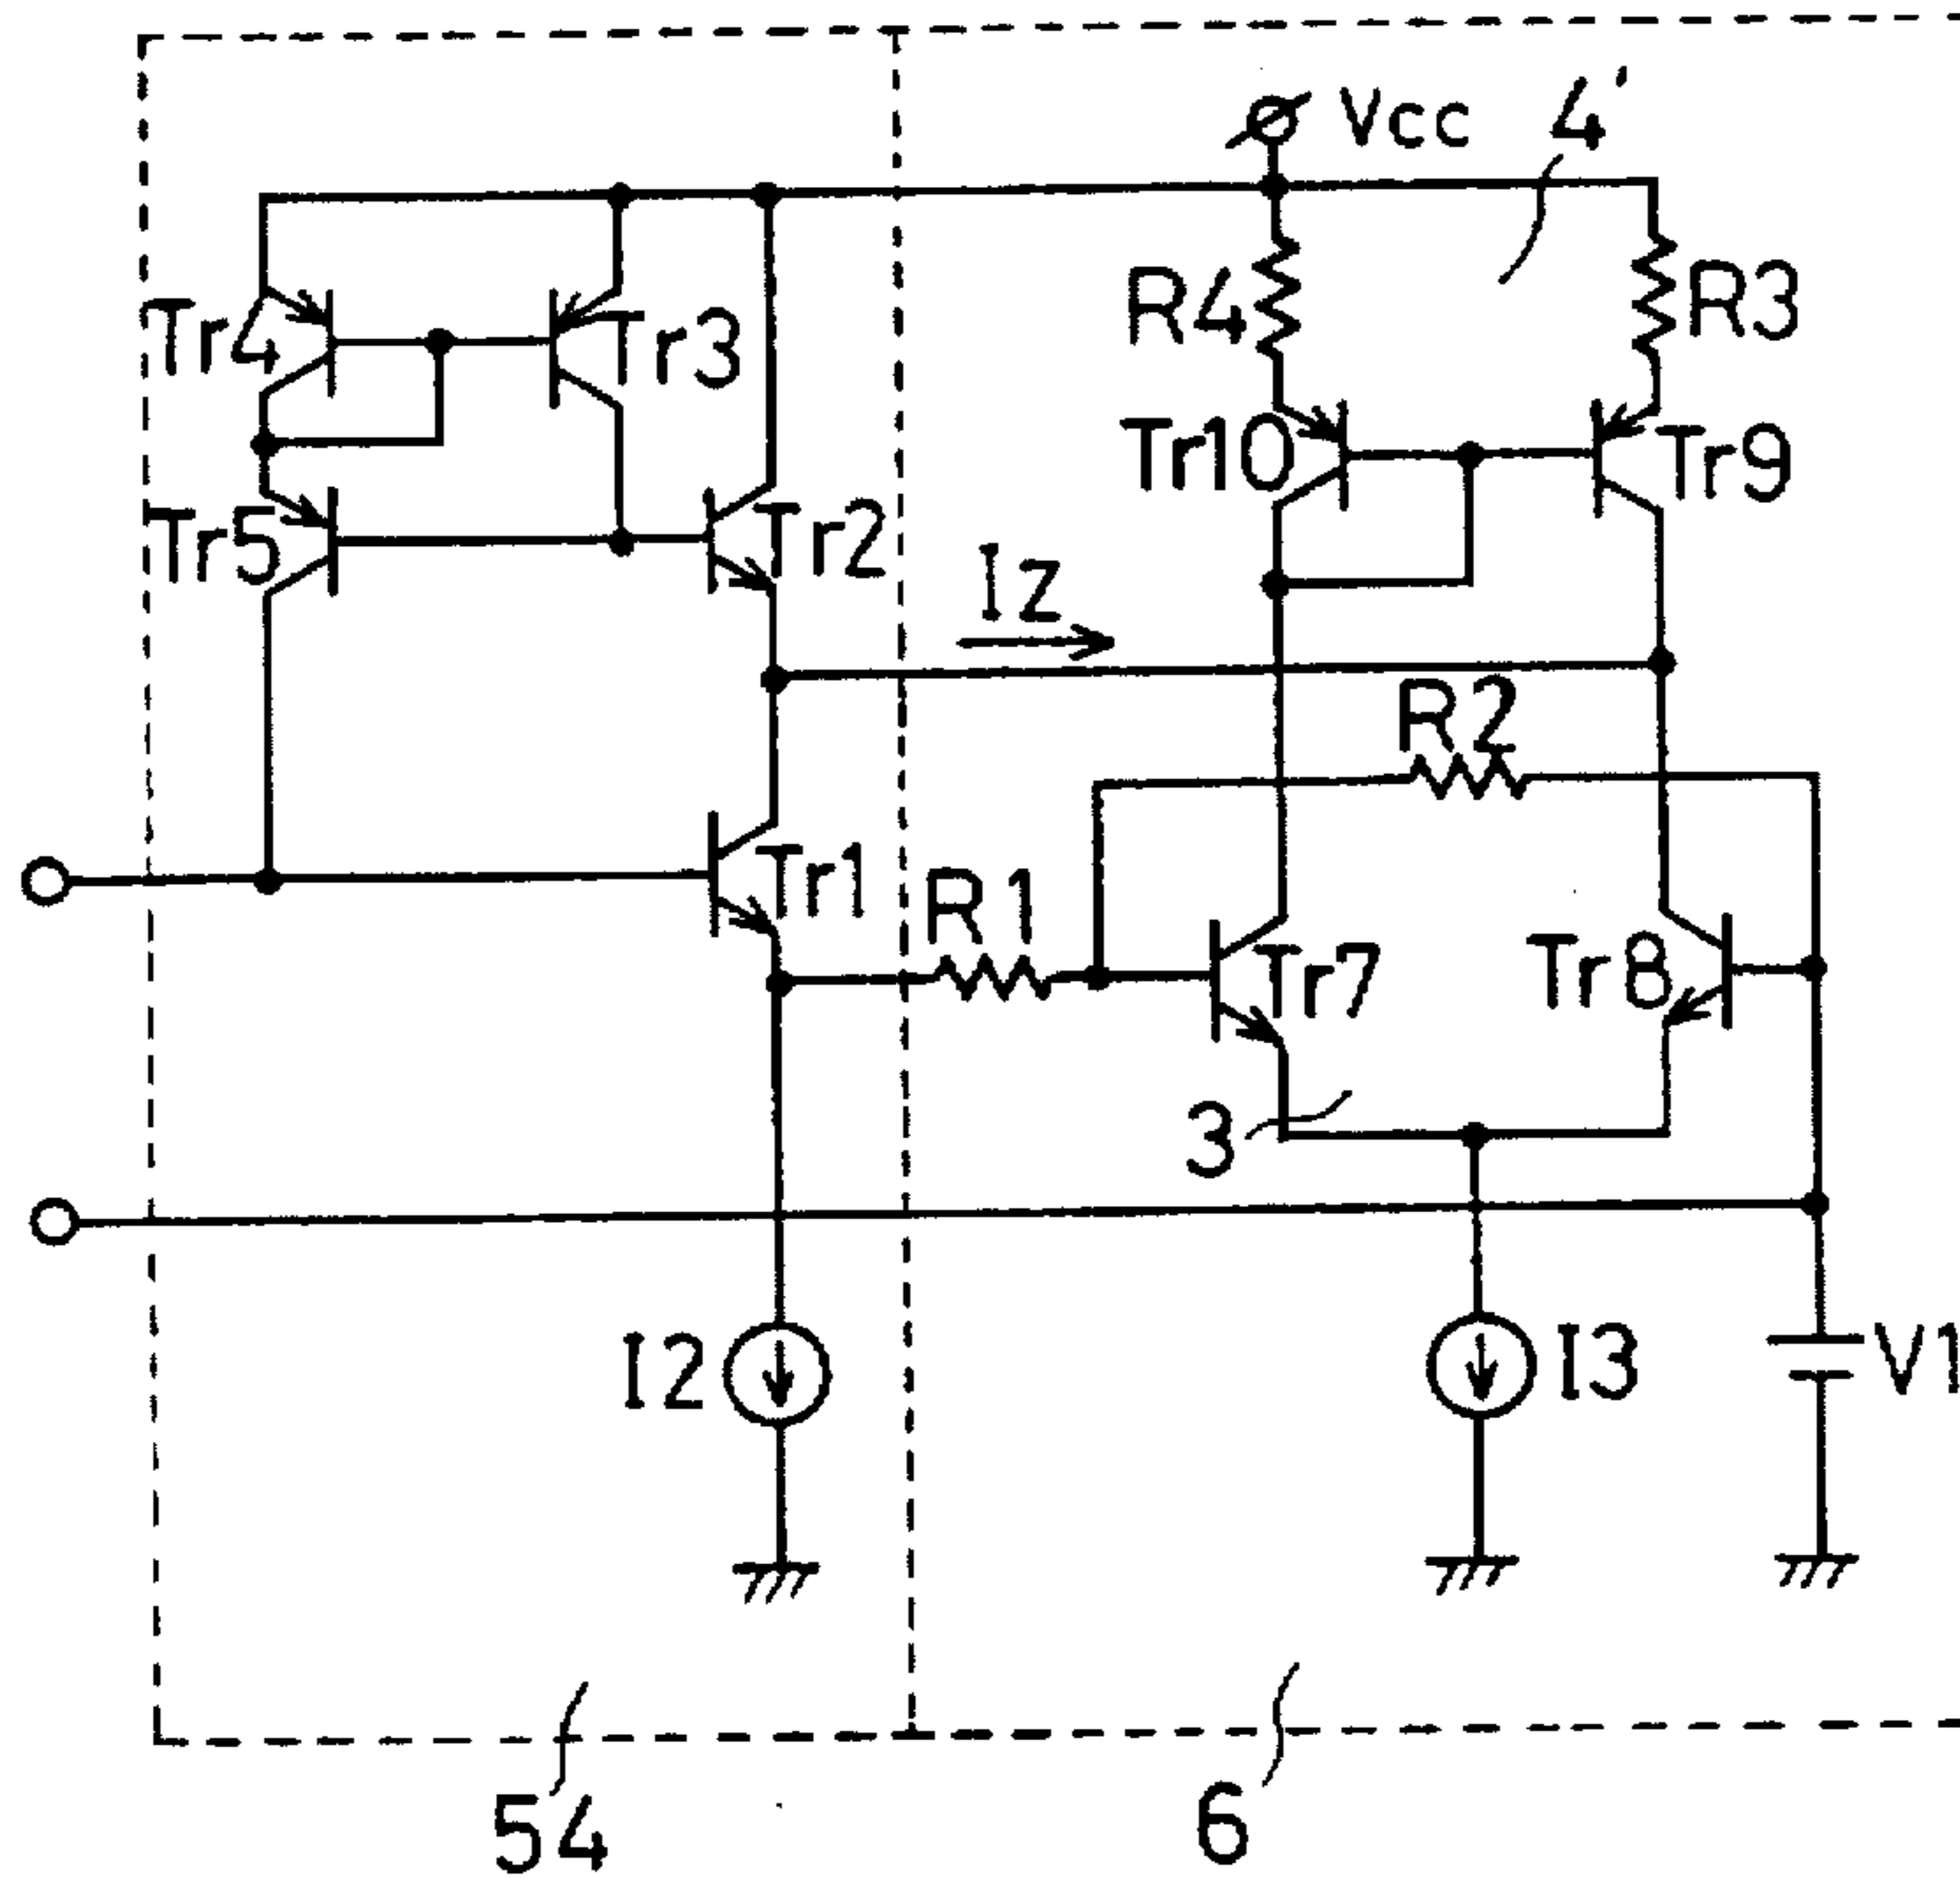 Vcc 4'
R4 R3
Tr4 Tr3
Tr10 Tr9
Tr5 Tr2
Iz
R2
Tr1 R1
Tr7 Tr8
3
I2 I3 V1
54 6